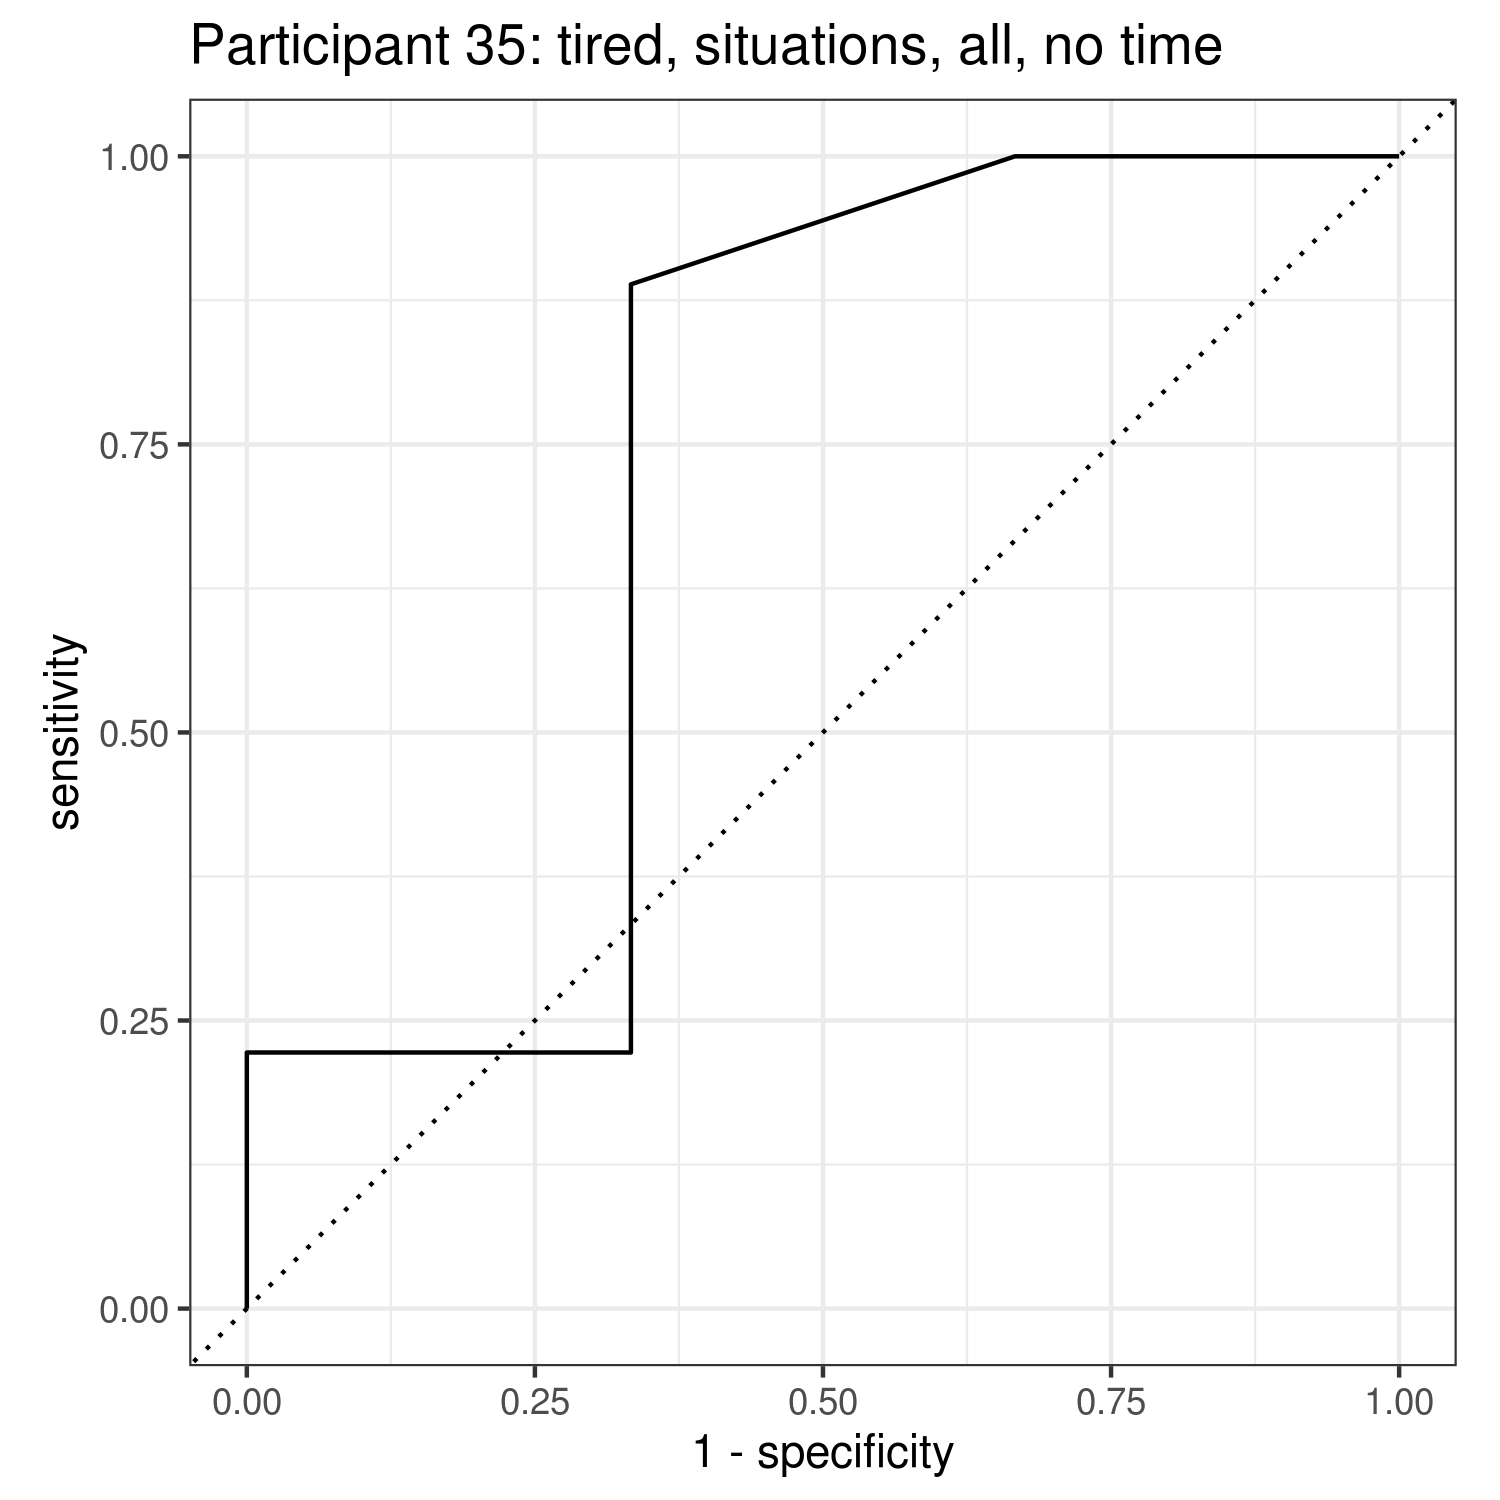 Participant 35: tired, situations, all, no time
1.00
0.75
0.50
0.25
0.00
sensitivity
0.00 0.25 0.50 0.75 1.00
1 - specificity